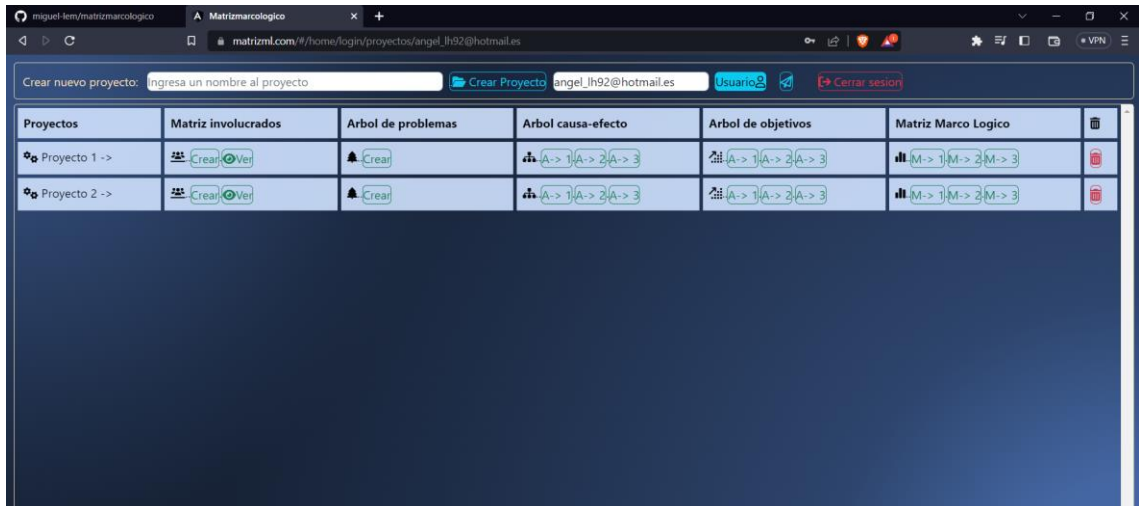 miguel-lem/matrizmarcologico Matrizmarcologico
matrizml.com/#/home/login/proyectos/angel_lh92@hotmail.es VPN
Crear nuevo proyecto: Ingresa un nombre al proyecto Crear Proyecto angel_lh92@hotmail.es Usuario Cerrar sesion
Proyectos Matriz involucrados Arbol de problemas Arbol causa-efecto Arbol de objetivos Matriz Marco Logico
Proyecto 1 -> Crear Ver Crear A-> 1 A-> 2 A-> 3 A-> 1 A-> 2 A-> 3 M-> 1 M-> 2 M-> 3
Proyecto 2 -> Crear Ver Crear A-> 1 A-> 2 A-> 3 A-> 1 A-> 2 A-> 3 M-> 1 M-> 2 M-> 3